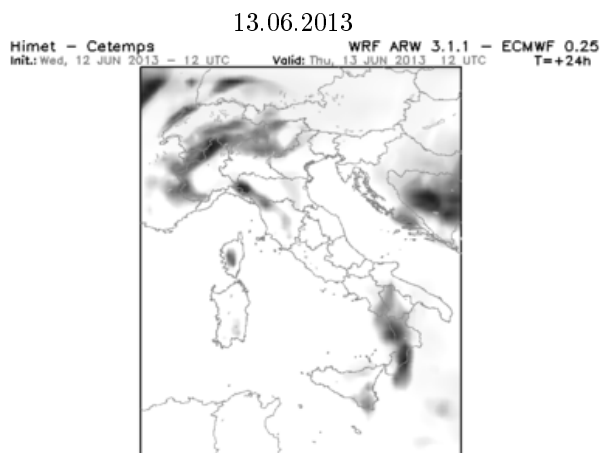 13.06.2013
Himet - Cetemps WRF ARW 3.1.1 - ECMWF 0.25
Init.: Wed, 12 JUN 2013 - 12 UTC Valid: Thu, 13 JUN 2013 12 UTC T=+24h